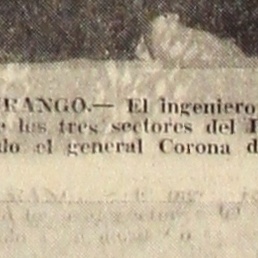 RANGO.— El ingeniero
e los tres sectores del
do el general Corona d